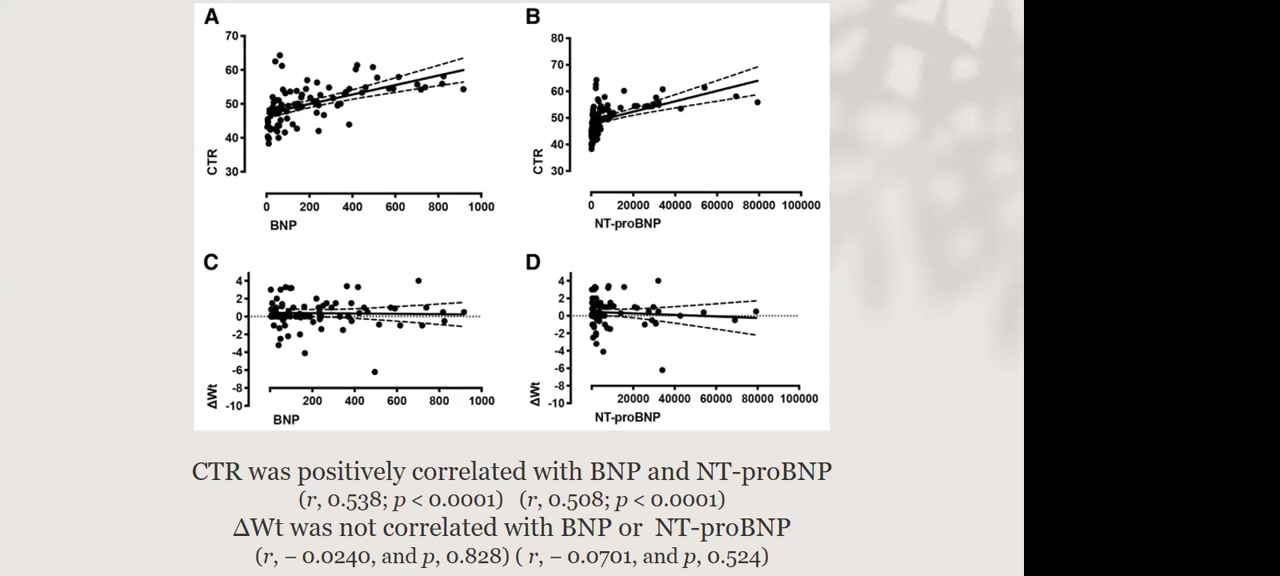 A
B
70
60
50
40
30
CTR
0 200 400 600 800 1000
BNP
80
70
60
50
40
30
CTR
0 20000 40000 60000 80000 100000
NT-proBNP
C
D
4
2
0
-2
-4
-6
-8
-10
ΔWt
200 400 600 800 1000
BNP
4
2
0
-2
-4
-6
-8
-10
ΔWt
20000 40000 60000 80000 100000
NT-proBNP
CTR was positively correlated with BNP and NT-proBNP
(r, 0.538; p < 0.0001) (r, 0.508; p < 0.0001)
ΔWt was not correlated with BNP or NT-proBNP
(r, – 0.0240, and p, 0.828) ( r, – 0.0701, and p, 0.524)